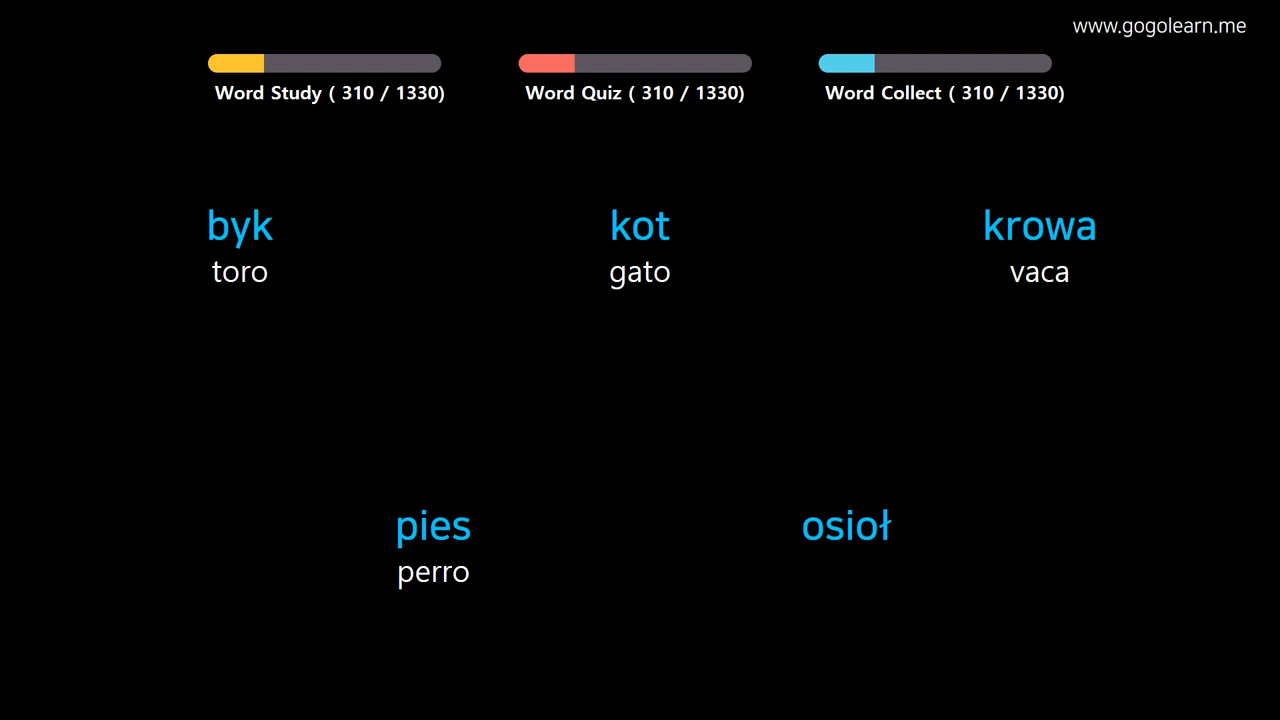 www.gogolearn.me
Word Study ( 310 / 1330)
Word Quiz ( 310 / 1330)
Word Collect ( 310 / 1330)
byk
toro
kot
gato
krowa
vaca
pies
perro
osioł